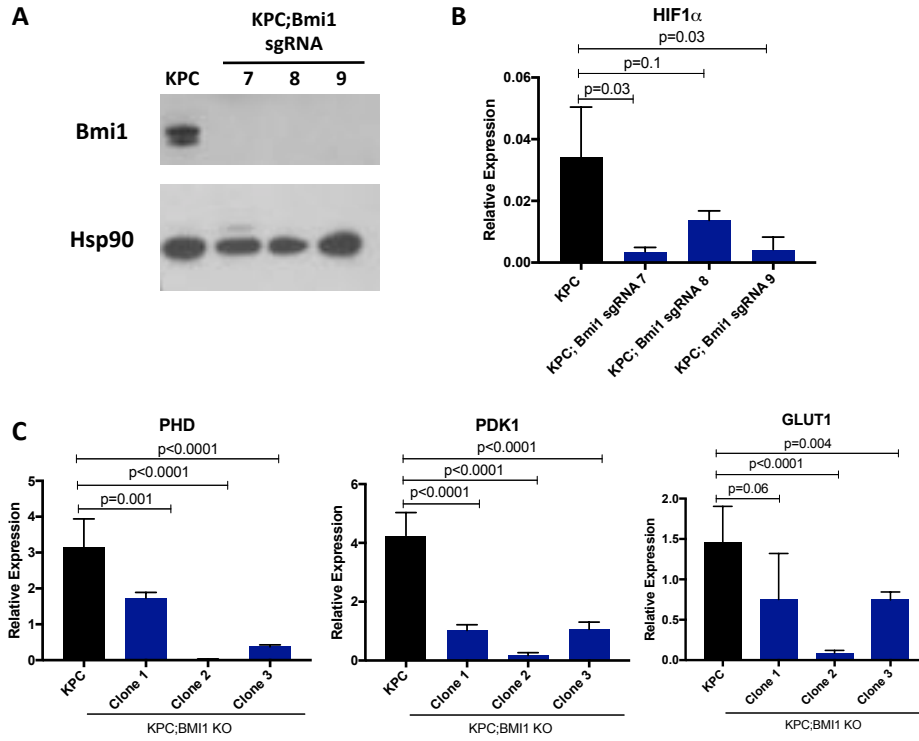 A
KPC;Bmi1
sgRNA
KPC 7 8 9
Bmi1
Hsp90
B
HIF1α
p=0.03
p=0.1
p=0.03
0.06
0.04
0.02
0.00
Relative Expression
KPC
KPC; Bmi1 sgRNA 7
KPC; Bmi1 sgRNA 8
KPC; Bmi1 sgRNA 9
C
PHD
p<0.0001
p<0.0001
p=0.001
5
4
3
2
1
0
Relative Expression
KPC
Clone 1
Clone 2
Clone 3
KPC;BMI1 KO
PDK1
p<0.0001
p<0.0001
p<0.0001
6
4
2
0
Relative Expression
KPC
Clone 1
Clone 2
Clone 3
KPC;BMI1 KO
GLUT1
p=0.004
p<0.0001
p=0.06
2.0
1.5
1.0
0.5
0.0
Relative Expression
KPC
Clone 1
Clone 2
Clone 3
KPC;BMI1 KO